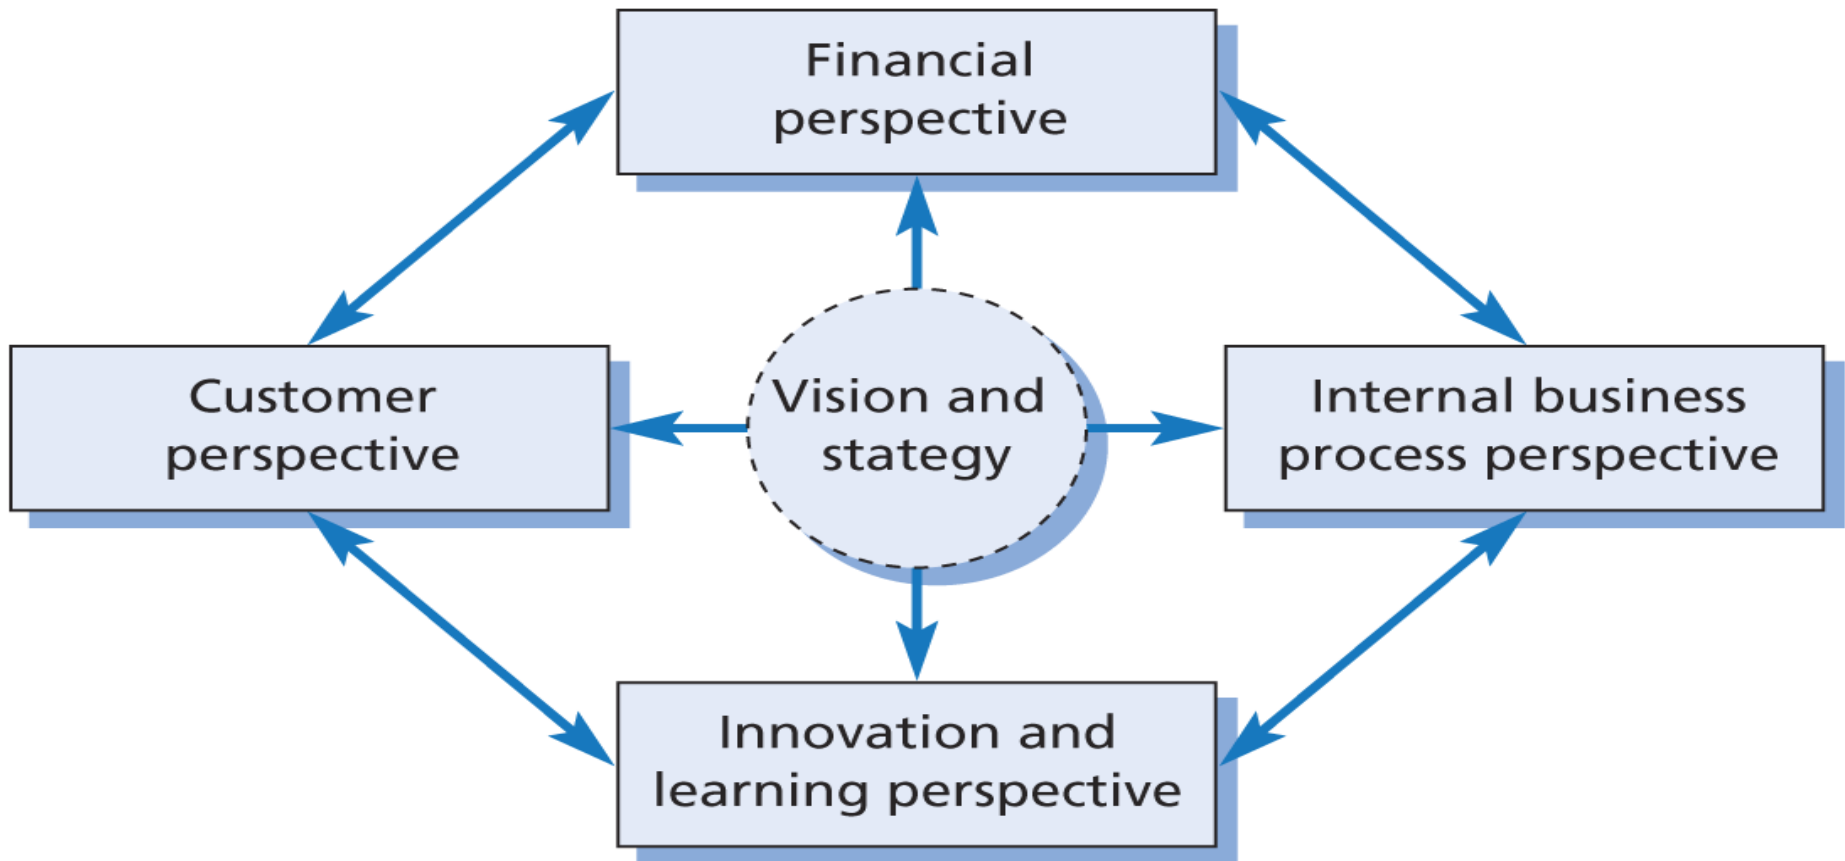 Financial
perspective
Customer
perspective
Vision and
stategy
Internal business
process perspective
Innovation and
learning perspective